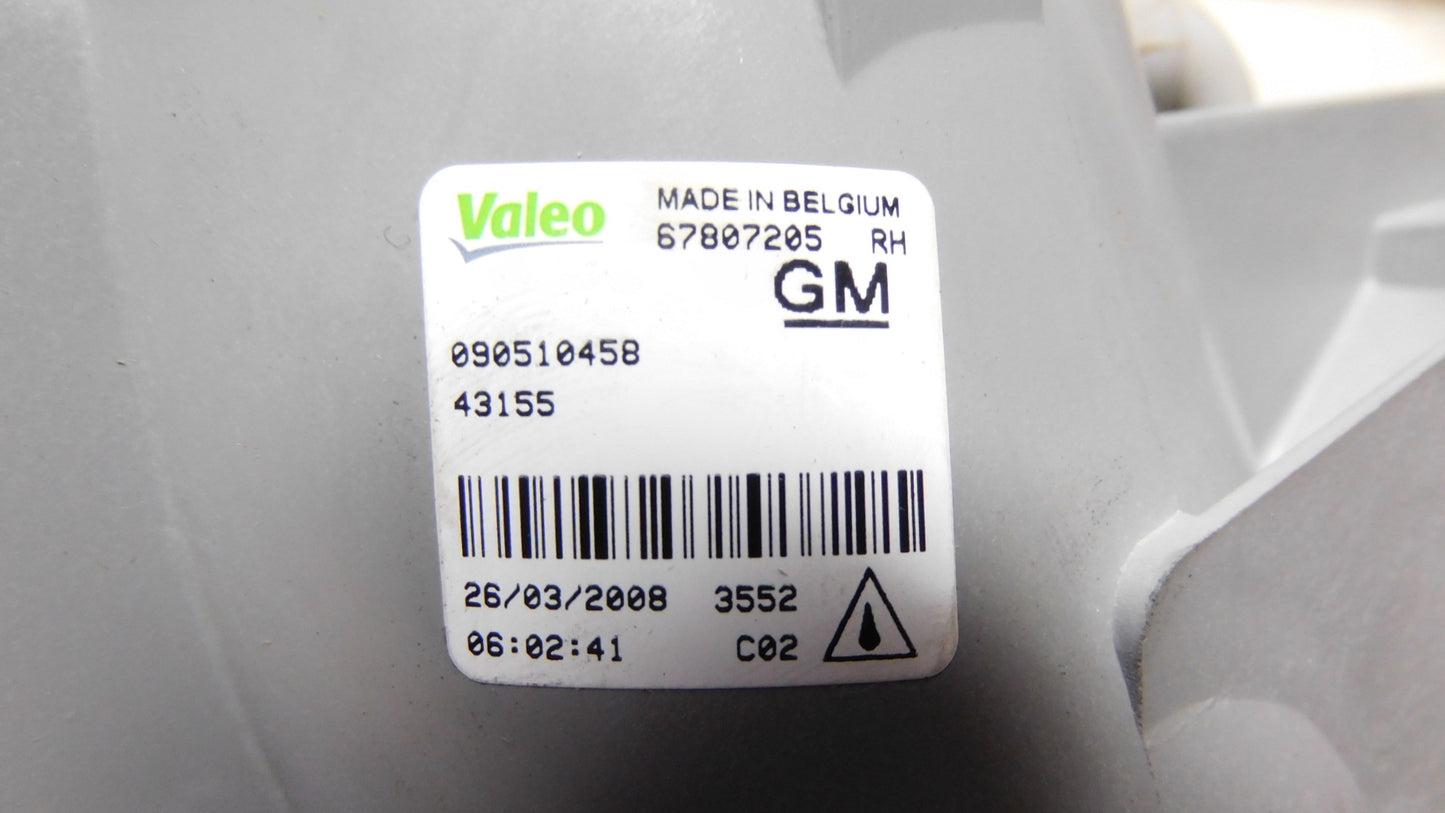 Valeo
MADE IN BELGIUM
67807205 RH
GM
090510458
43155
26/03/2008 3552
06:02:41 C02